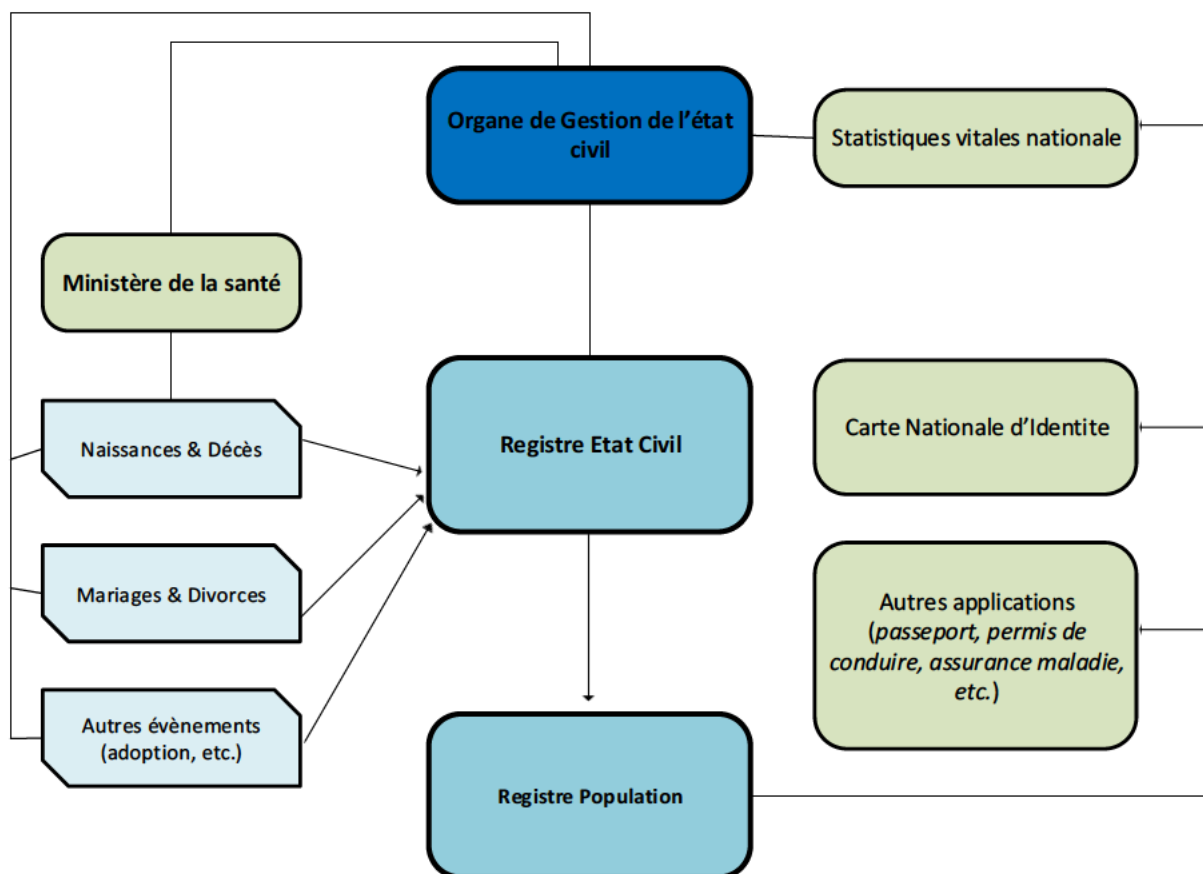 Organe de Gestion de l’état
civil
Statistiques vitales nationale
Ministère de la santé
Naissances & Décès
Registre Etat Civil
Carte Nationale d’Identite
Mariages & Divorces
Autres applications
(passeport, permis de
conduire, assurance maladie,
etc.)
Autres évènements
(adoption, etc.)
Registre Population